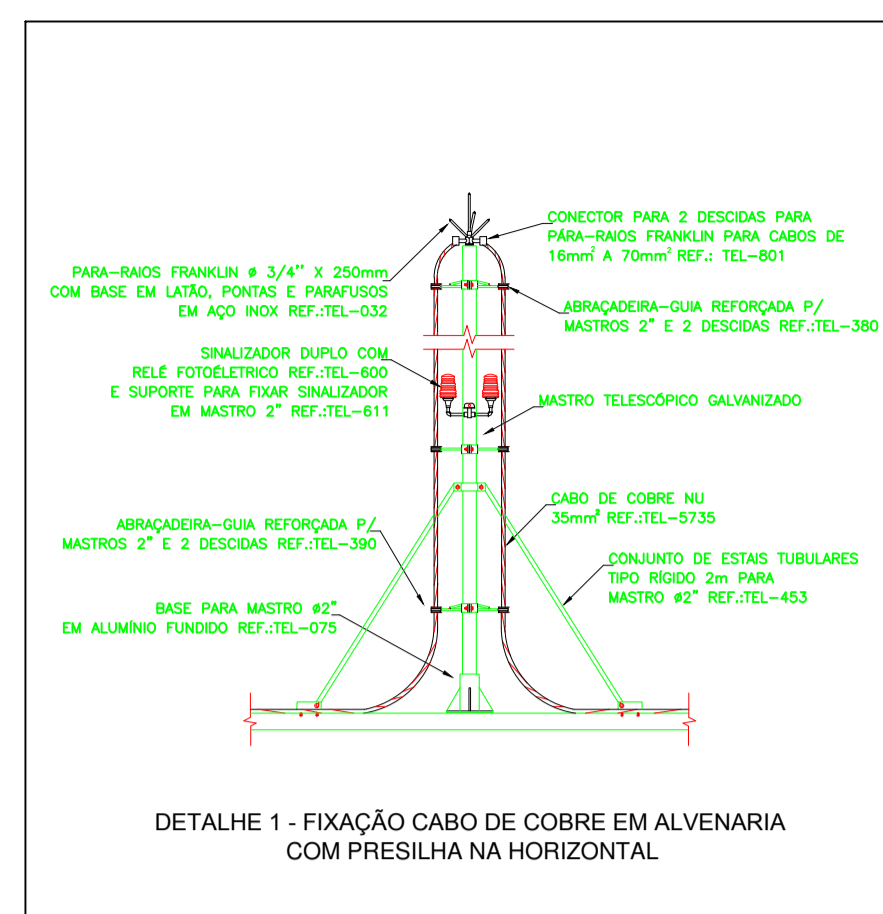 CONECTOR PARA 2 DESCIDAS PARA
PÁRA-RAIOS FRANKLIN PARA CABOS DE
16mm² A 70mm² REF.: TEL-801
PARA-RAIOS FRANKLIN ø 3/4'' X 250mm
COM BASE EM LATÃO, PONTAS E PARAFUSOS
EM AÇO INOX REF.:TEL-032
ABRAÇADEIRA-GUIA REFORÇADA P/
MASTROS 2" E 2 DESCIDAS REF.:TEL-380
SINALIZADOR DUPLO COM
RELÉ FOTOÉLETRICO REF.:TEL-600
E SUPORTE PARA FIXAR SINALIZADOR
EM MASTRO 2" REF.:TEL-611
MASTRO TELESCÓPICO GALVANIZADO
CABO DE COBRE NU
35mm² REF.:TEL-5735
ABRAÇADEIRA-GUIA REFORÇADA P/
MASTROS 2" E 2 DESCIDAS REF.:TEL-390
CONJUNTO DE ESTAIS TUBULARES
TIPO RÍGIDO 2m PARA
MASTRO ø2" REF.:TEL-453
BASE PARA MASTRO ø2"
EM ALUMÍNIO FUNDIDO REF.:TEL-075
DETALHE 1 - FIXAÇÃO CABO DE COBRE EM ALVENARIA
COM PRESILHA NA HORIZONTAL